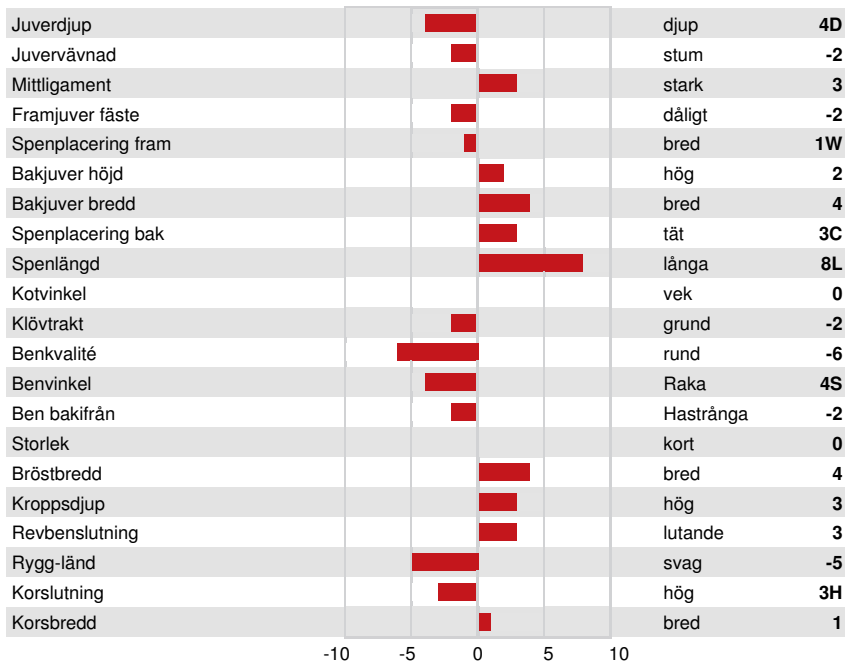 Juverdjup djup 4D
Juvervävnad stum -2
Mittligament stark 3
Framjuver fäste dåligt -2
Spenplacering fram bred 1W
Bakjuver höjd hög 2
Bakjuver bredd bred 4
Spenplacering bak tät 3C
Spenlängd långa 8L
Kotvinkel vek 0
Klövtrakt grund -2
Benkvalité rund -6
Benvinkel Raka 4S
Ben bakifrån Hastrånga -2
Storlek kort 0
Bröstbredd bred 4
Kroppsdjup hög 3
Revbenslutning lutande 3
Rygg-länd svag -5
Korslutning hög 3H
Korsbredd bred 1
-10 -5 0 5 10